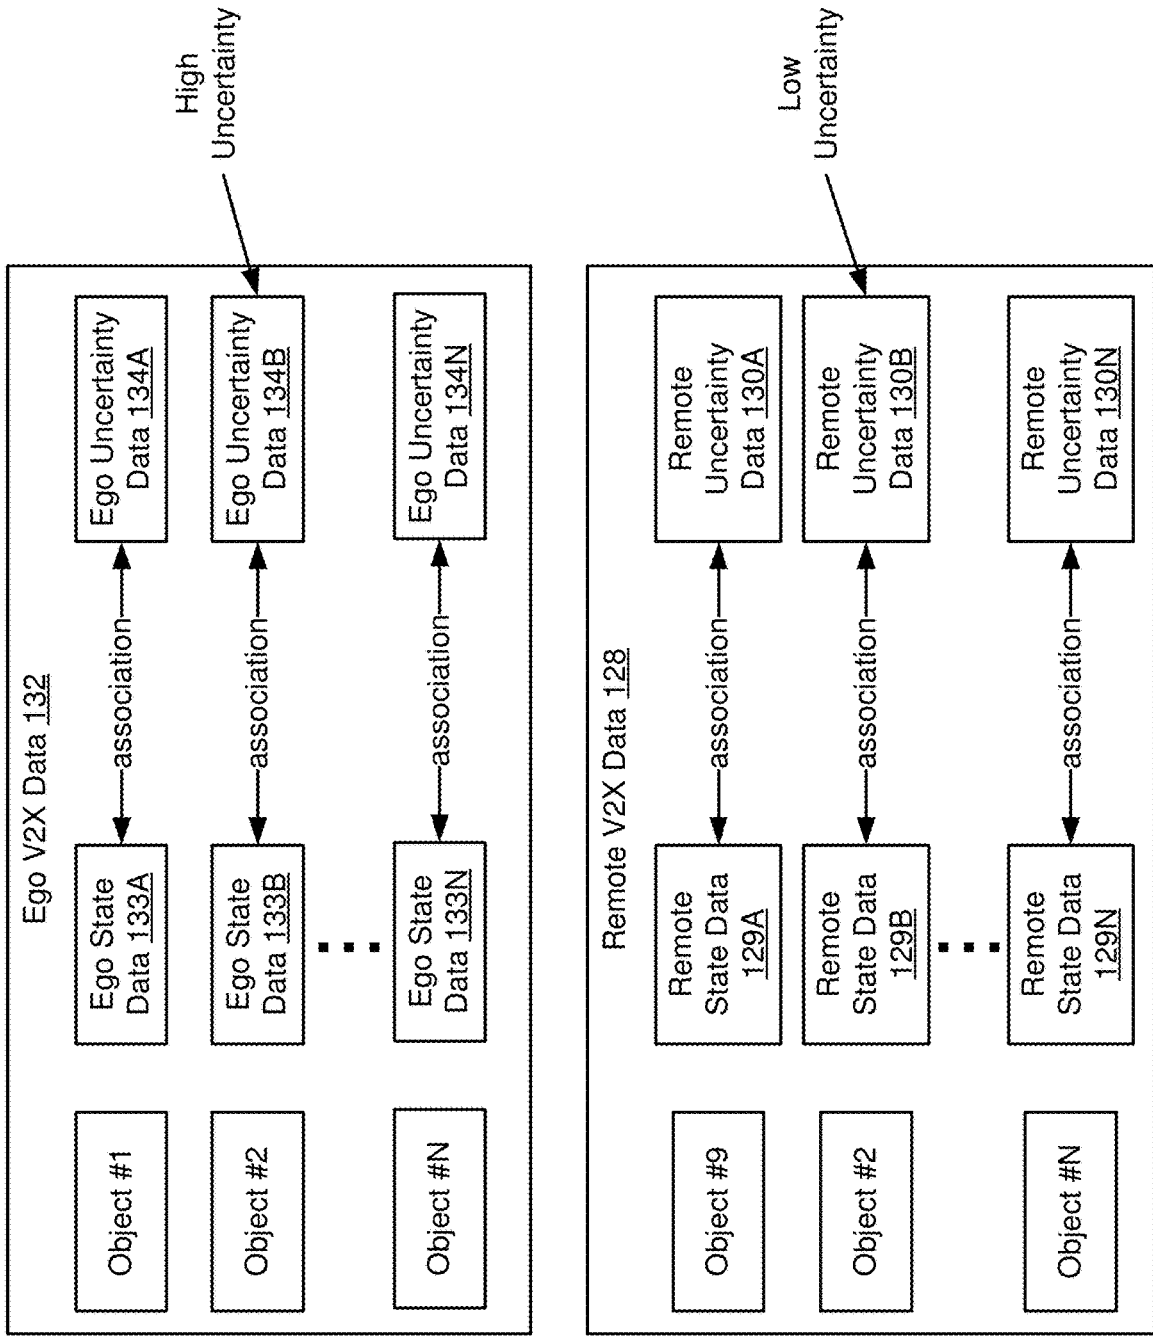 Ego V2X Data 132
Object #1
Ego State
Data 133A
association
Ego Uncertainty
Data 134A
Object #2
Ego State
Data 133B
association
Ego Uncertainty
Data 134B
High
Uncertainty
Object #N
Ego State
Data 133N
association
Ego Uncertainty
Data 134N
Remote V2X Data 128
Object #9
Remote
State Data
129A
association
Remote
Uncertainty
Data 130A
Object #2
Remote
State Data
129B
association
Remote
Uncertainty
Data 130B
Low
Uncertainty
Object #N
Remote
State Data
129N
association
Remote
Uncertainty
Data 130N